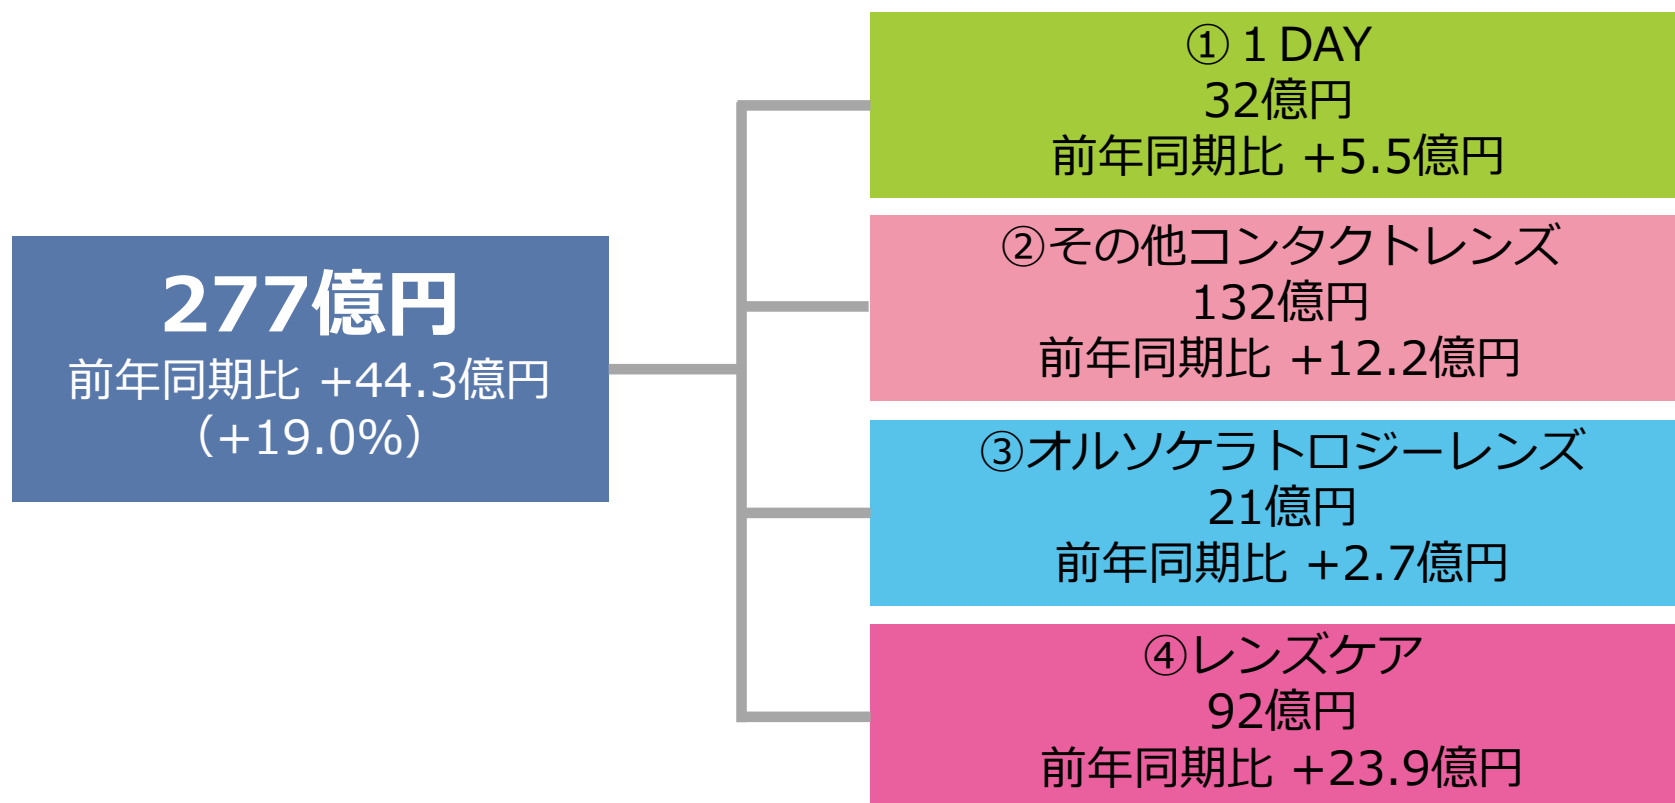 277億円
前年同期比 +44.3億円
（+19.0%）
①１DAY
32億円
前年同期比 +5.5億円
②その他コンタクトレンズ
132億円
前年同期比 +12.2億円
③オルソケラトロジーレンズ
21億円
前年同期比 +2.7億円
④レンズケア
92億円
前年同期比 +23.9億円